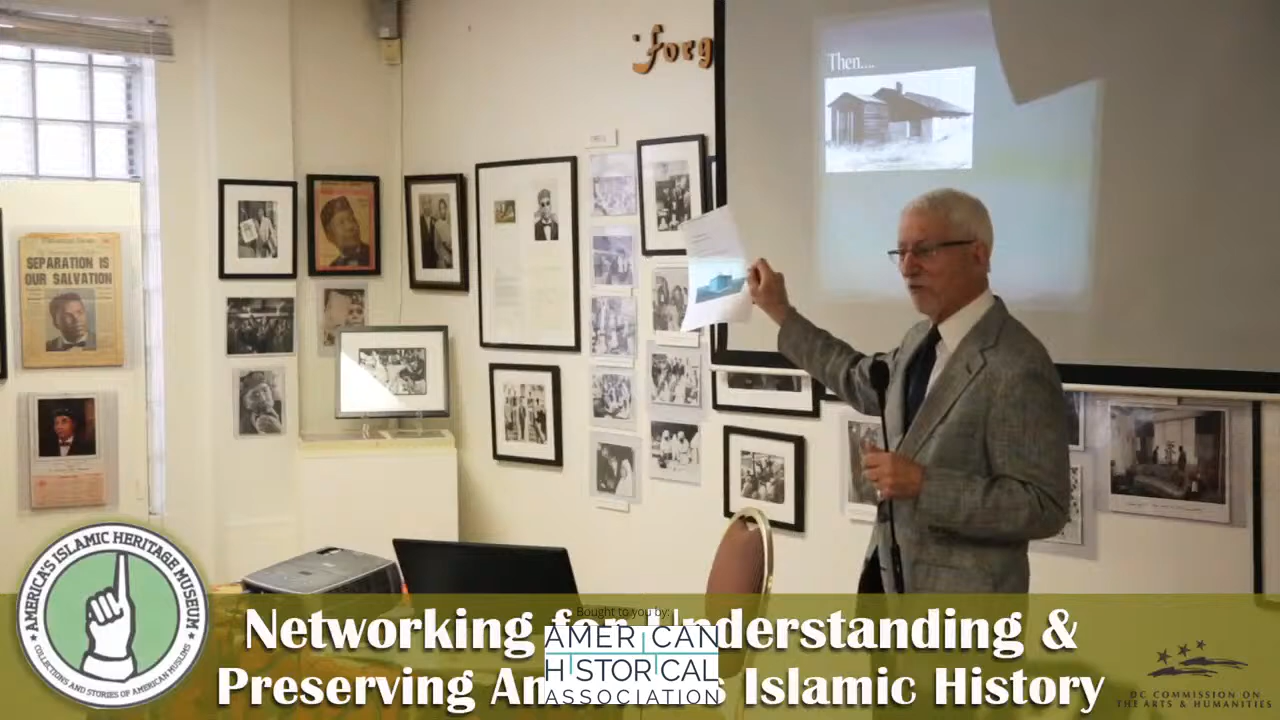 forg
Then....
SEPARATION IS
OUR SALVATION
AMERICA'S ISLAMIC HERITAGE MUSEUM
COLLECTIONS AND STORIES OF AMERICAN MUSLIMS
Bought to you by:
Networking for Understanding &
Preserving Am s Islamic History
AMERICAN
HISTORICAL
ASSOCIATION
DC COMMISSION ON
THE ARTS & HUMANITIES